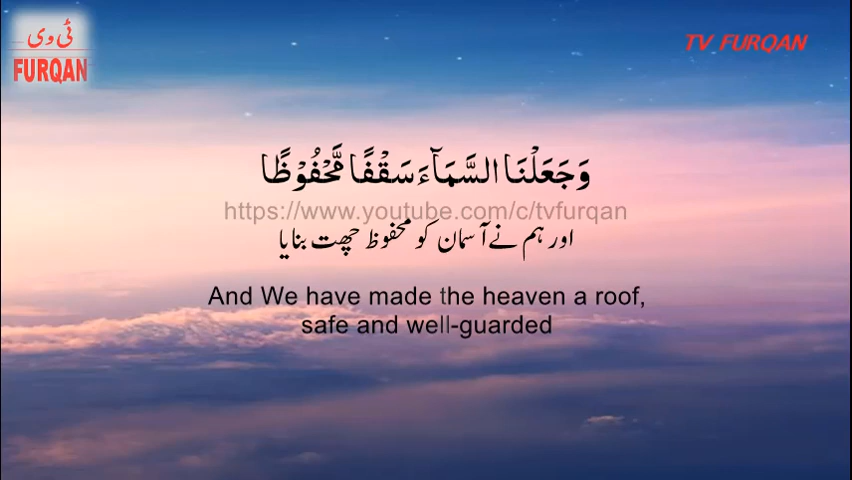 ٹی وی
FURQAN
TV FURQAN
وَجَعَلْنَا السَّمَآءَ سَقْفًا مَّحْفُوْظًا
https://www.youtube.com/c/tvfurqan
اور ہم نے آسمان کو محفوظ چھت بنایا
And We have made the heaven a roof,
safe and well-guarded